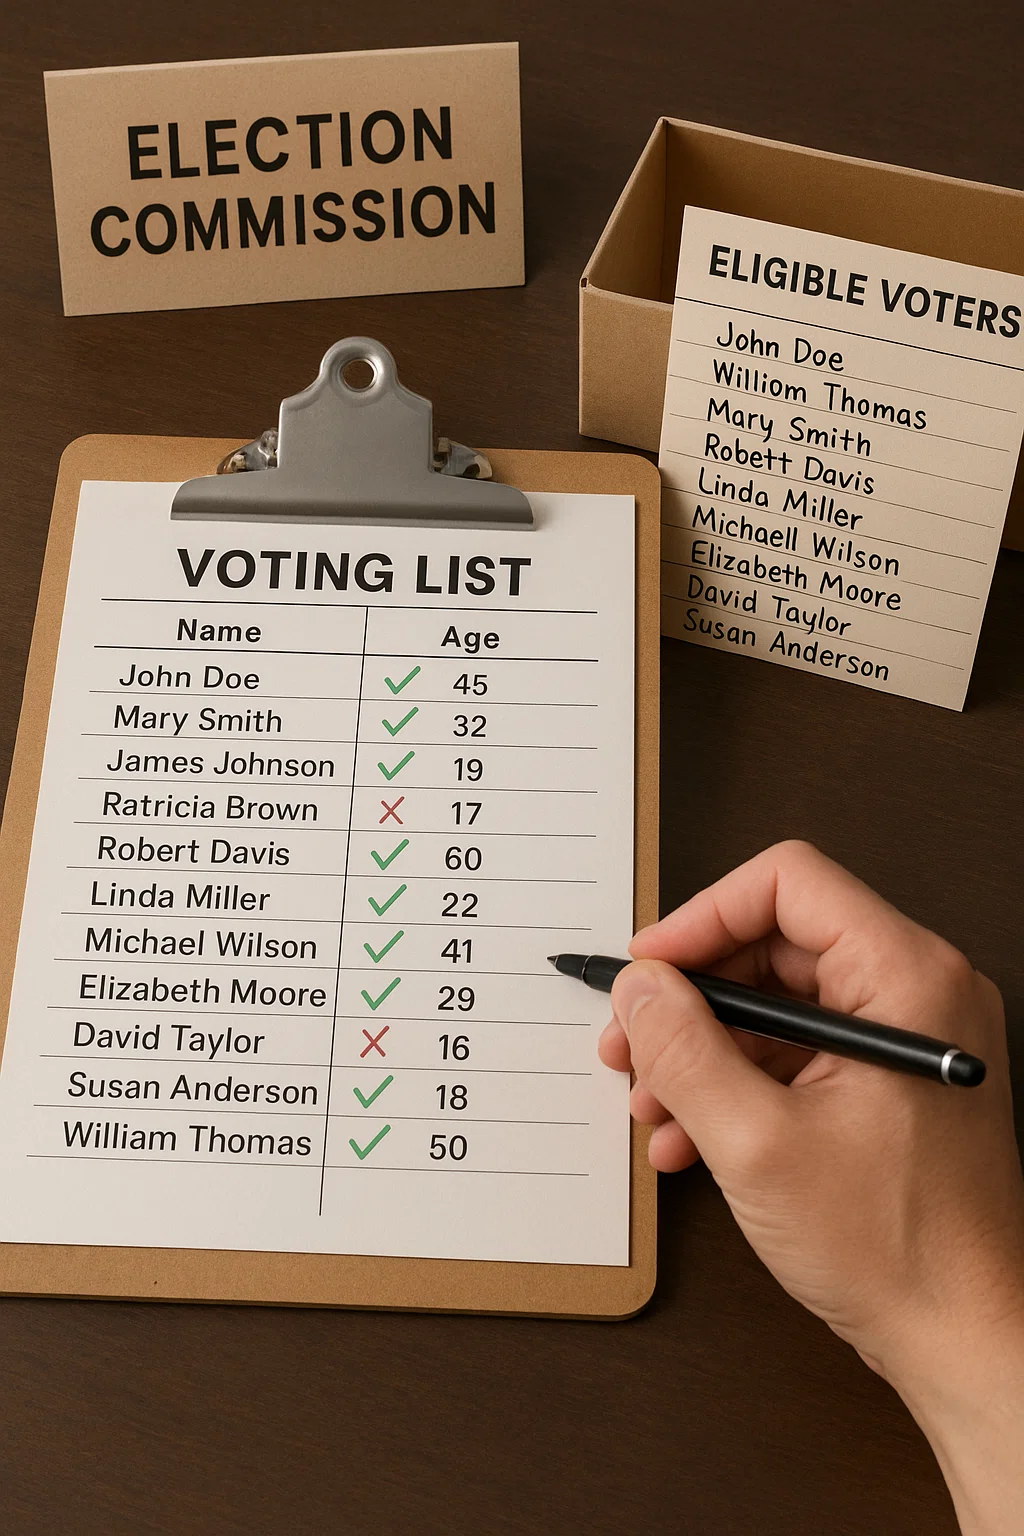 ELECTION
COMMISSION
ELIGIBLE VOTERS
John Doe
Williom Thomas
Mary Smith
Robett Davis
Linda Miller
Michaell Wilson
Elizabeth Moore
David Taylor
Susan Anderson
VOTING LIST
Name Age
John Doe ✓ 45
Mary Smith ✓ 32
James Johnson ✓ 19
Ratricia Brown ✗ 17
Robert Davis ✓ 60
Linda Miller ✓ 22
Michael Wilson ✓ 41
Elizabeth Moore ✓ 29
David Taylor ✗ 16
Susan Anderson ✓ 18
William Thomas ✓ 50